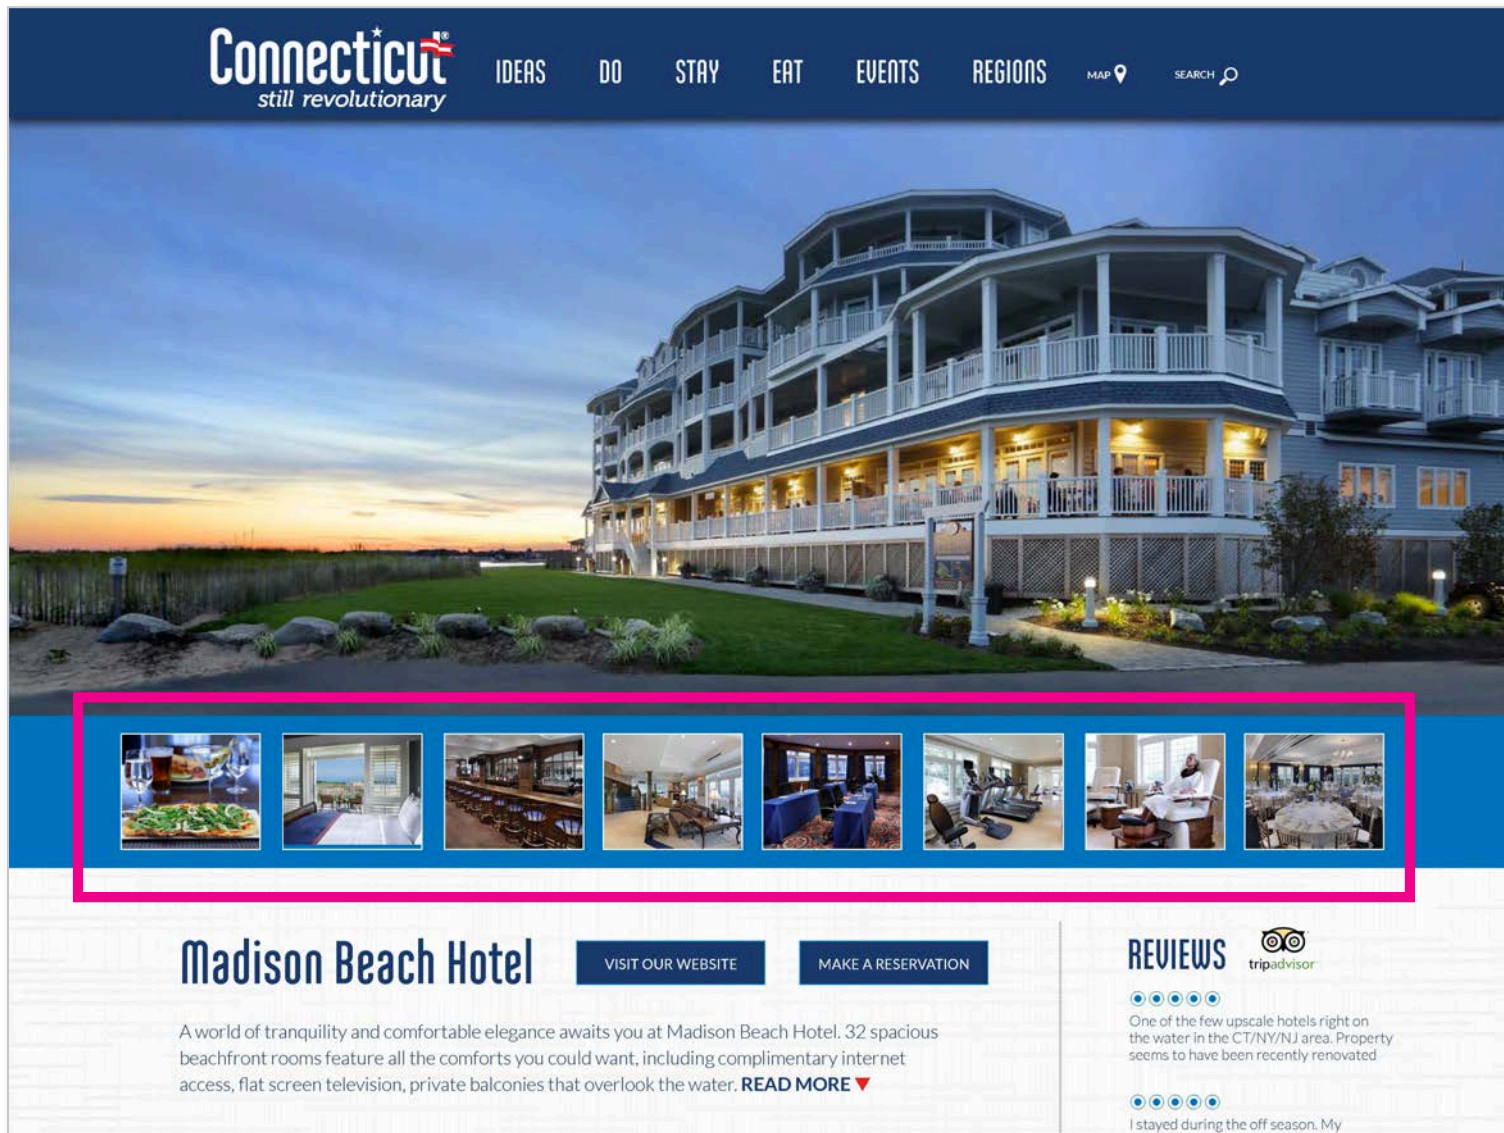 Connecticut®
still revolutionary
IDEAS DO STAY EAT EVENTS REGIONS MAP SEARCH
Madison Beach Hotel
VISIT OUR WEBSITE
MAKE A RESERVATION
A world of tranquility and comfortable elegance awaits you at Madison Beach Hotel. 32 spacious
beachfront rooms feature all the comforts you could want, including complimentary internet
access, flat screen television, private balconies that overlook the water. READ MORE
REVIEWS
tripadvisor
One of the few upscale hotels right on
the water in the CT/NY/NJ area. Property
seems to have been recently renovated
I stayed during the off season. My